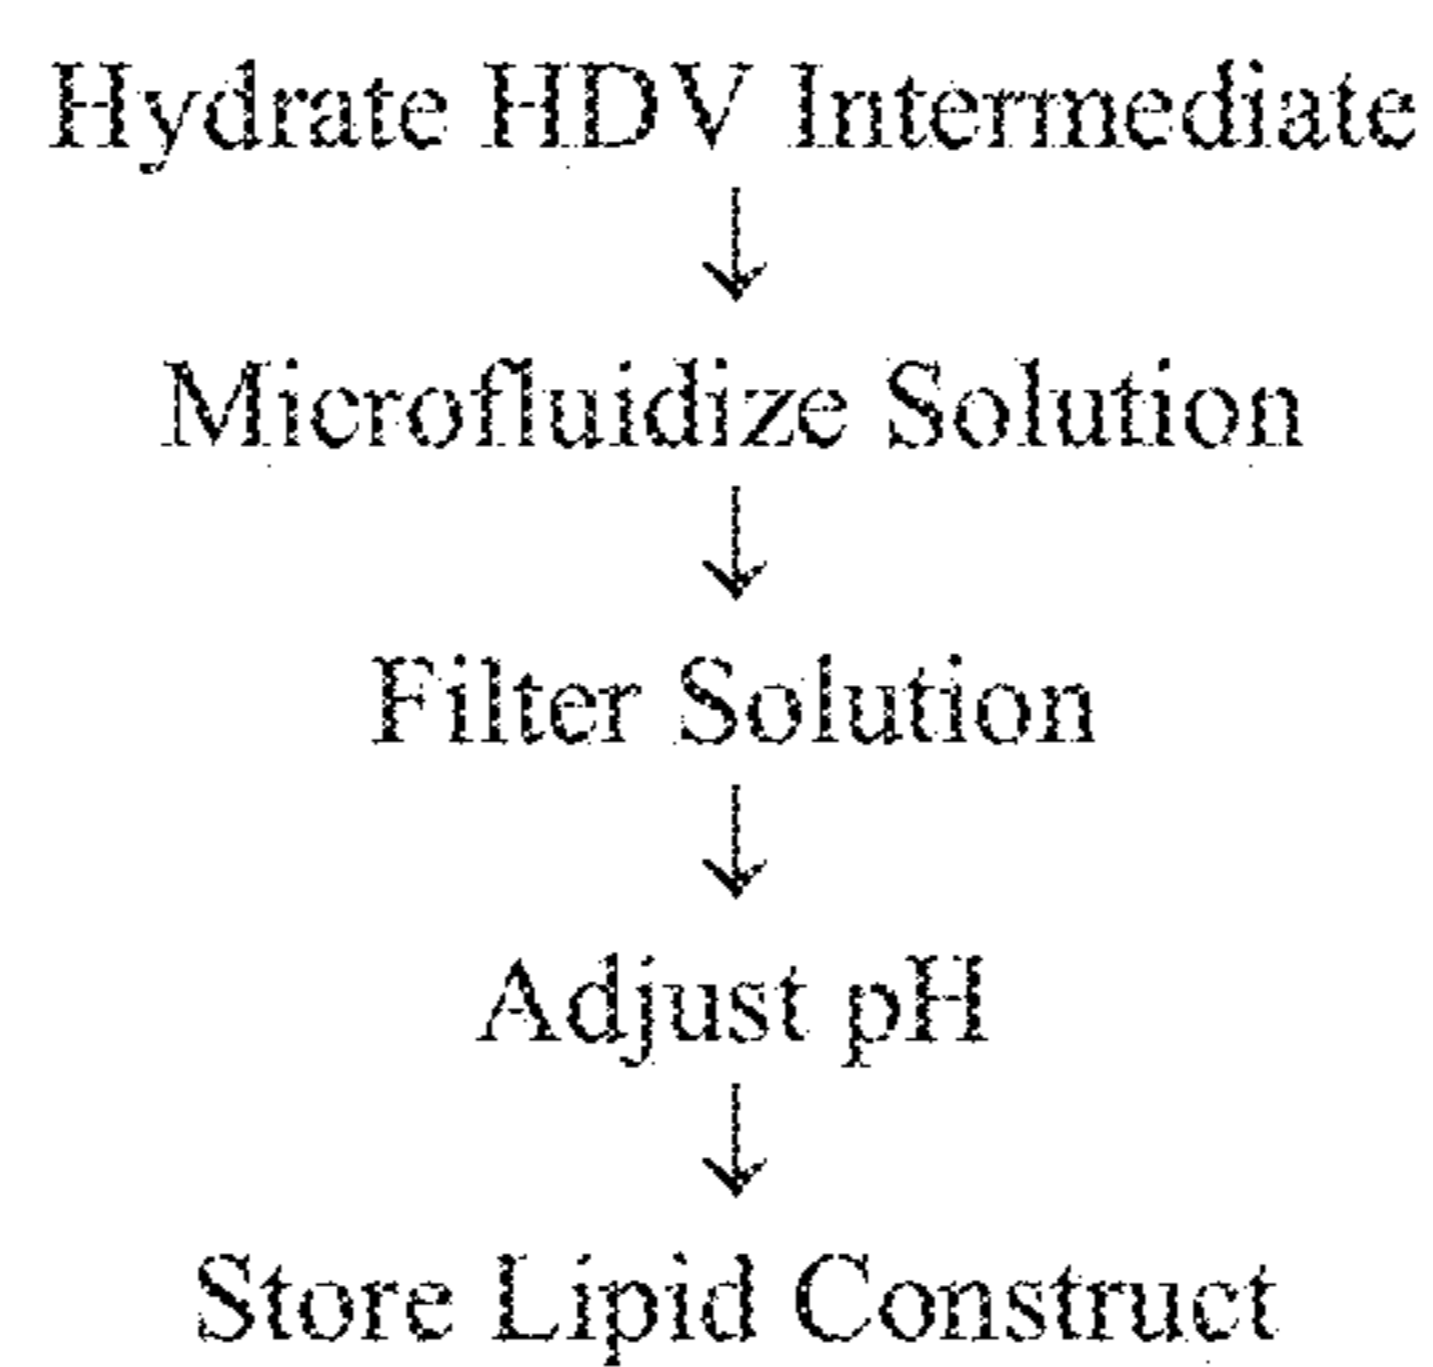 Hydrate HDV Intermediate
↓
Microfluidize Solution
↓
Filter Solution
↓
Adjust pH
↓
Store Lipid Construct